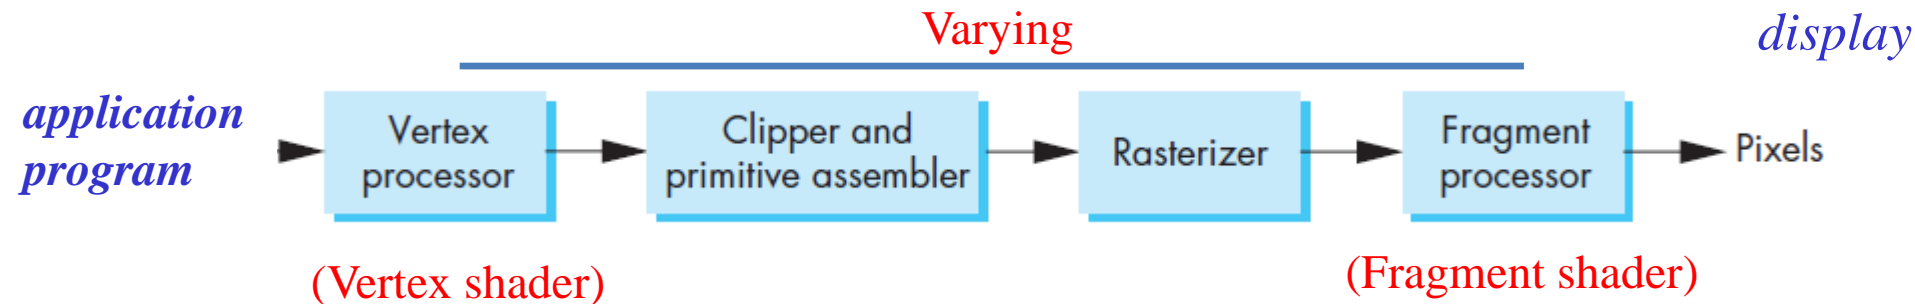 Varying
display
application
program
Vertex
processor
Clipper and
primitive assembler
Rasterizer
Fragment
processor
Pixels
(Vertex shader)
(Fragment shader)